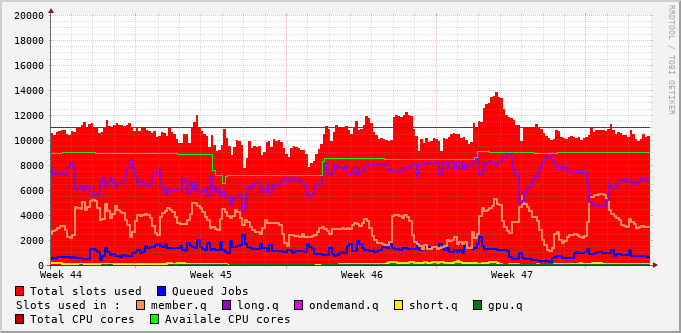 20000
18000
16000
14000
12000
10000
8000
6000
4000
2000
0
Week 44 Week 45 Week 46 Week 47
Total slots used Queued Jobs
Slots used in : member.q long.q ondemand.q short.q gpu.q
Total CPU cores Availale CPU cores
RRDTOOL / TOBI OETIKER